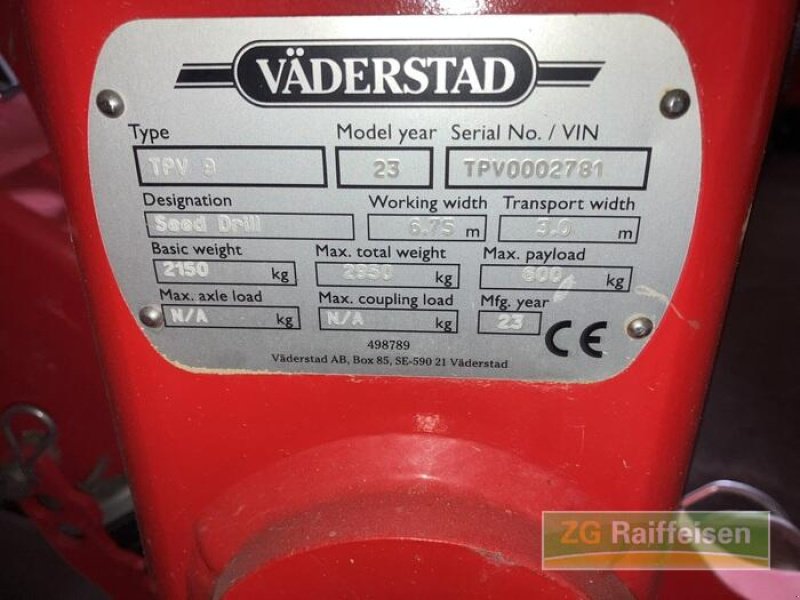 VÄDERSTAD
Type Model year Serial No. / VIN
TPV 9 23 TPV0002781
Designation Working width Transport width
Seed Drill 6.75 m 3.0 m
Basic weight Max. total weight Max. payload
2150 kg 2950 kg 800 kg
Max. axle load Max. coupling load Mfg. year
N/A kg N/A kg 23 CE
498789
Väderstad AB, Box 85, SE-590 21 Väderstad
ZG Raiffeisen